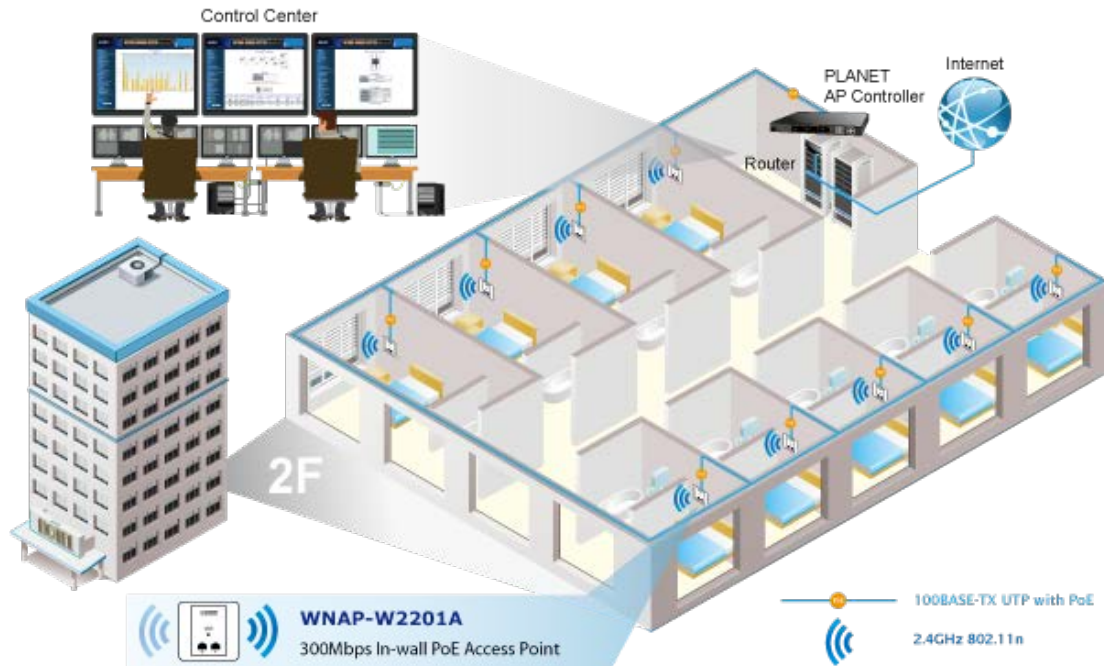 Control Center
PLANET
AP Controller
Internet
Router
2F
WNAP-W2201A
300Mbps In-wall PoE Access Point
100BASE-TX UTP with PoE
2.4GHz 802.11n